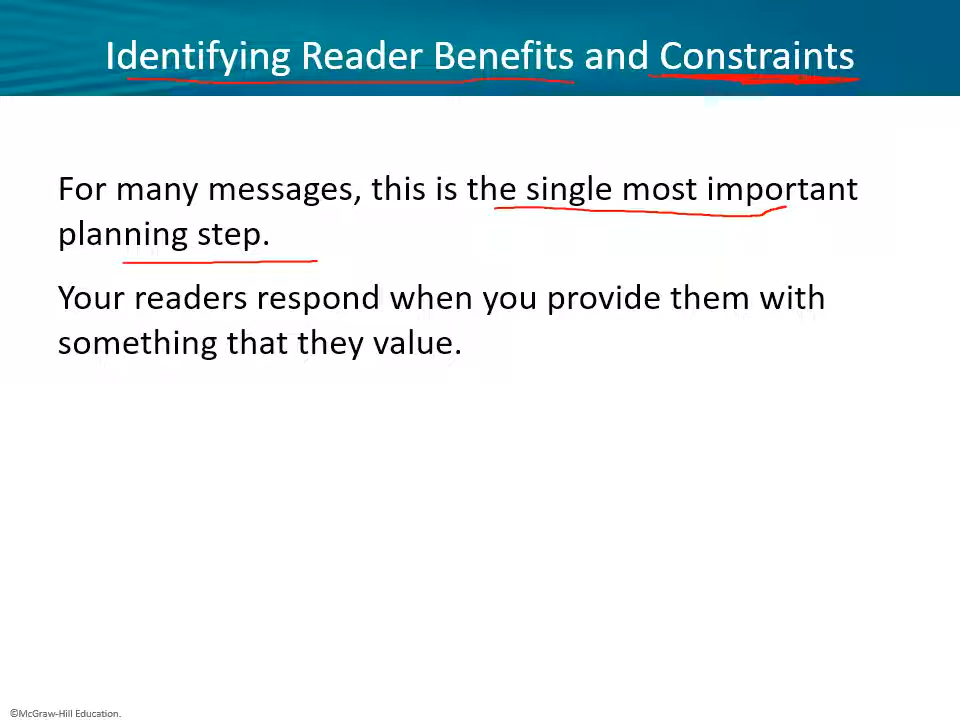 Identifying Reader Benefits and Constraints
For many messages, this is the single most important
planning step.
Your readers respond when you provide them with
something that they value.
©McGraw-Hill Education.